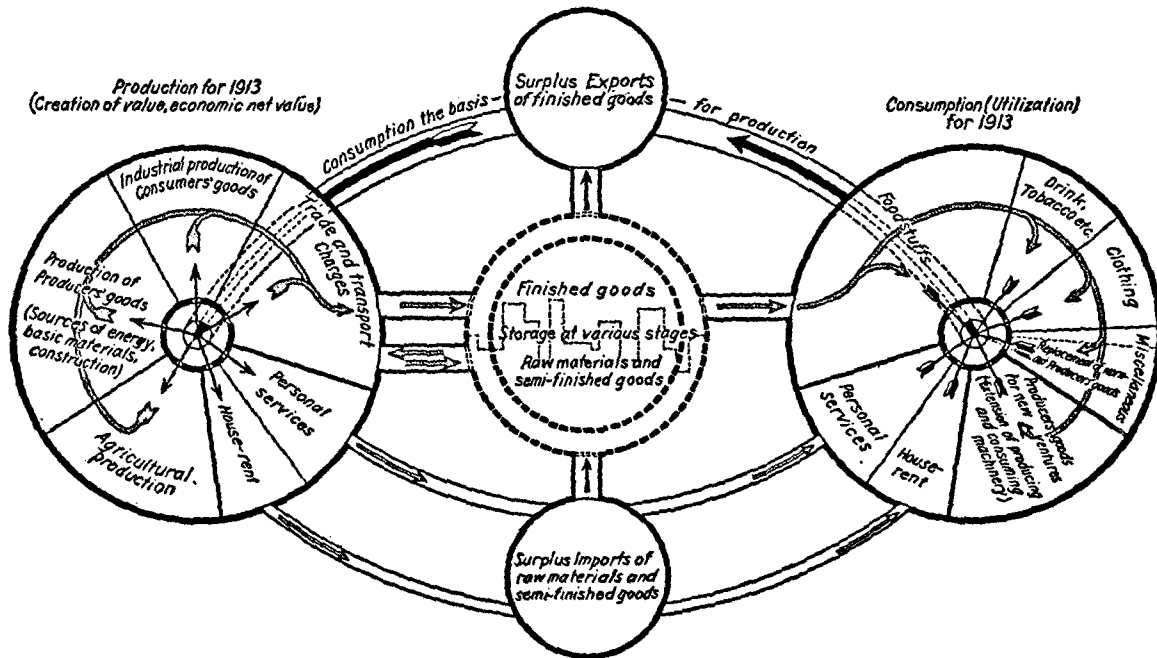 Production for 1913
(Creation of value, economic net value)
Surplus Exports
of finished goods
Consumption the basis
for production
Consumption (Utilization)
for 1913
Industrial production of
Consumers' goods
Trade and transport
Charges
Production of
Producers goods
(Sources of energy,
basic materials,
construction)
Personal
services
House-rent
Agricultural
production
Finished goods
Storage at various stages
Raw materials and
semi-finished goods
Foodstuffs
Drink,
Tobacco etc.
Clothing
Miscellaneous
Replacement of
Producers goods
Producers goods
for new ventures
(Extension of producing
and consuming
machinery)
House-
rent
Personal
services
Surplus Imports of
raw materials and
semi-finished goods